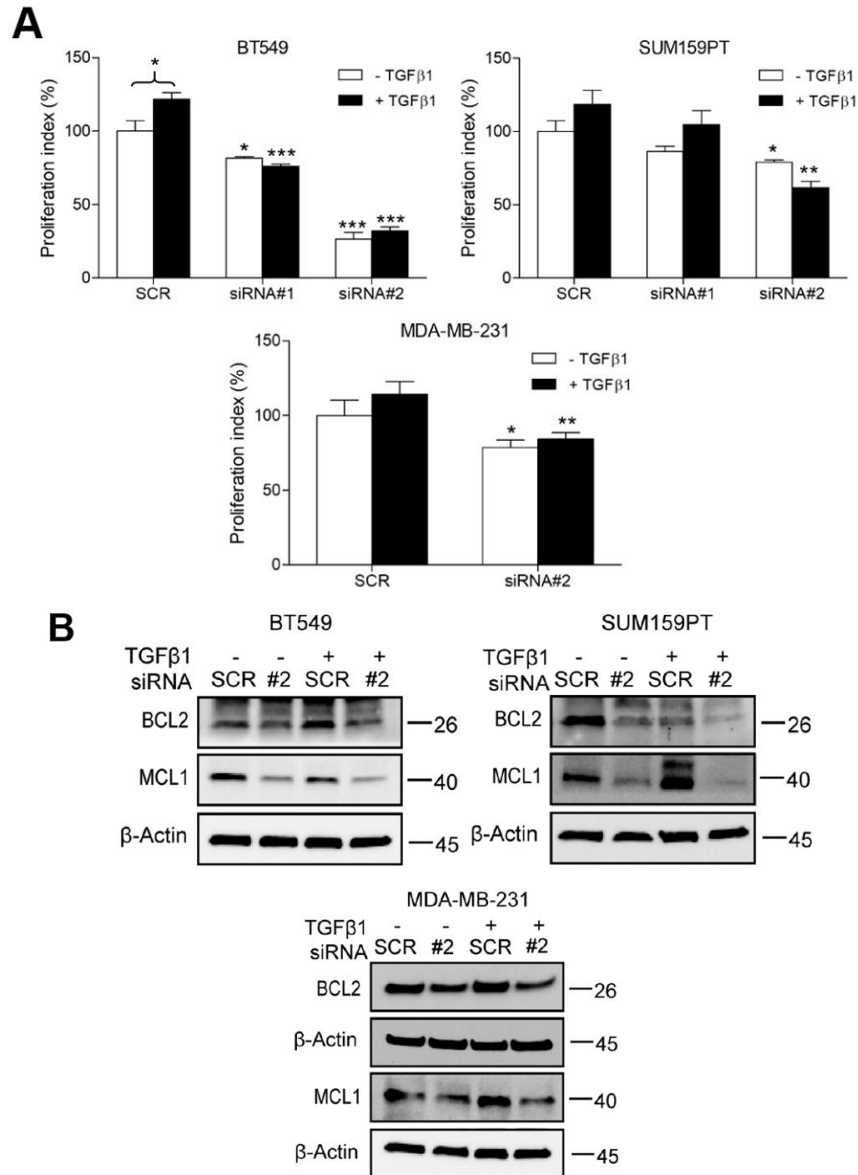 A
BT549
Proliferation index (%)
150
100
50
0
*
* ***
*** ***
- TGFβ1
+ TGFβ1
SCR siRNA#1 siRNA#2
SUM159PT
Proliferation index (%)
150
100
50
0
*
**
- TGFβ1
+ TGFβ1
SCR siRNA#1 siRNA#2
MDA-MB-231
Proliferation index (%)
150
100
50
0
* **
- TGFβ1
+ TGFβ1
SCR siRNA#2
B
BT549
TGFβ1 - - + +
siRNA SCR #2 SCR #2
BCL2 26
MCL1 40
β-Actin 45
SUM159PT
TGFβ1 - - + +
siRNA SCR #2 SCR #2
BCL2 26
MCL1 40
β-Actin 45
MDA-MB-231
TGFβ1 - - + +
siRNA SCR #2 SCR #2
BCL2 26
β-Actin 45
MCL1 40
β-Actin 45